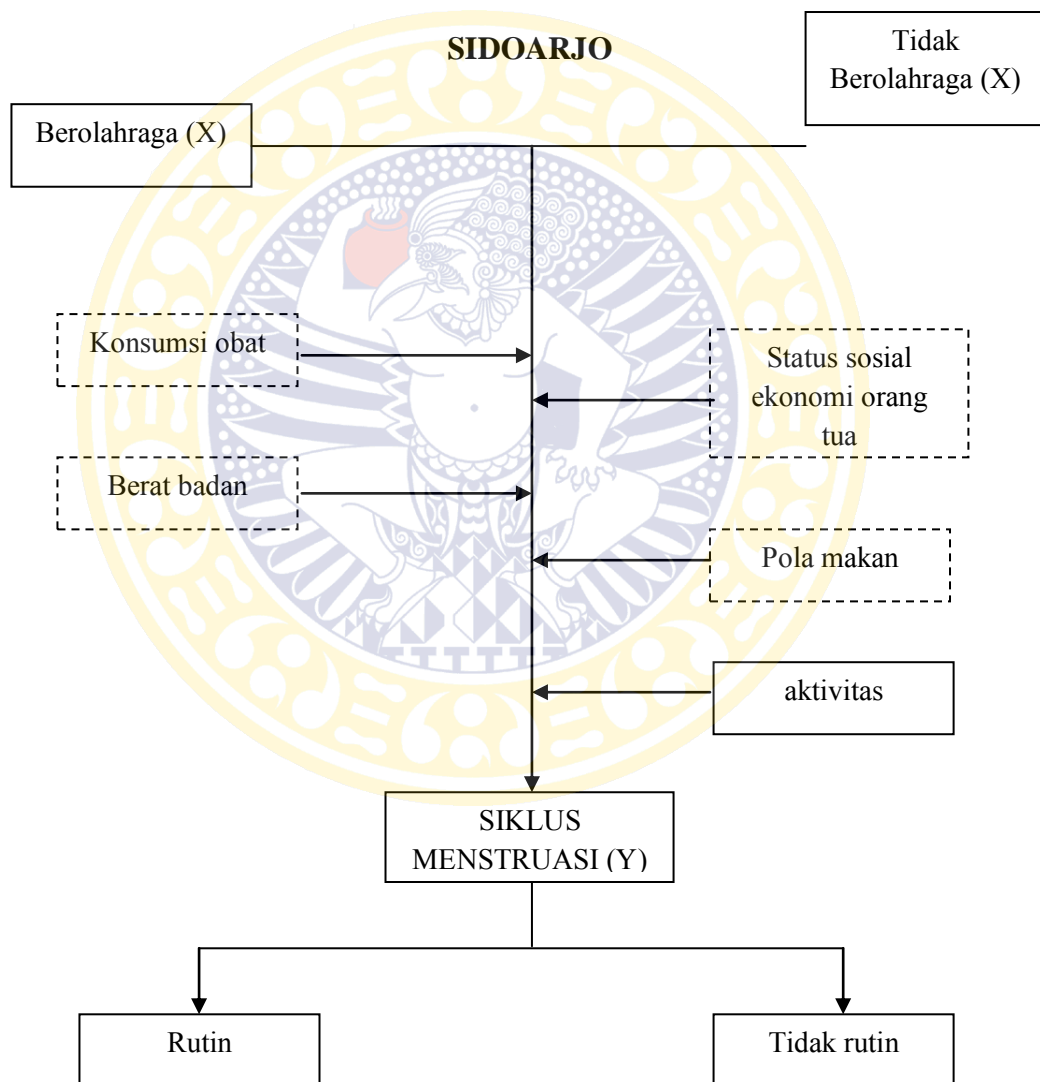 SIDOARJO
Tidak
Berolahraga (X)
Berolahraga (X)
Konsumsi obat
Status sosial
ekonomi orang
tua
Berat badan
Pola makan
aktivitas
SIKLUS
MENSTRUASI (Y)
Rutin
Tidak rutin